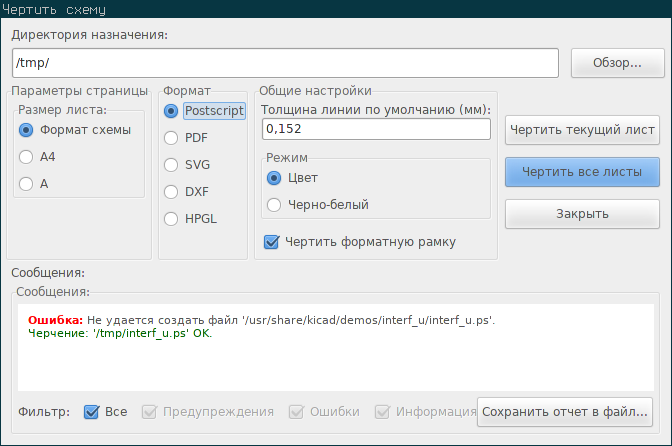 Чертить схему
Директория назначения:
/tmp/
Обзор...
Параметры страницы
Размер листа:
Формат схемы
A4
A
Формат
Postscript
PDF
SVG
DXF
HPGL
Общие настройки
Толщина линии по умолчанию (мм):
0,152
Режим
Цвет
Черно-белый
Чертить форматную рамку
Чертить текущий лист
Чертить все листы
Закрыть
Сообщения:
Сообщения:
Ошибка: Не удается создать файл '/usr/share/kicad/demos/interf_u/interf_u.ps'.
Черчение: '/tmp/interf_u.ps' OK.
Фильтр: Все Предупреждения Ошибки Информация Сохранить отчет в файл...